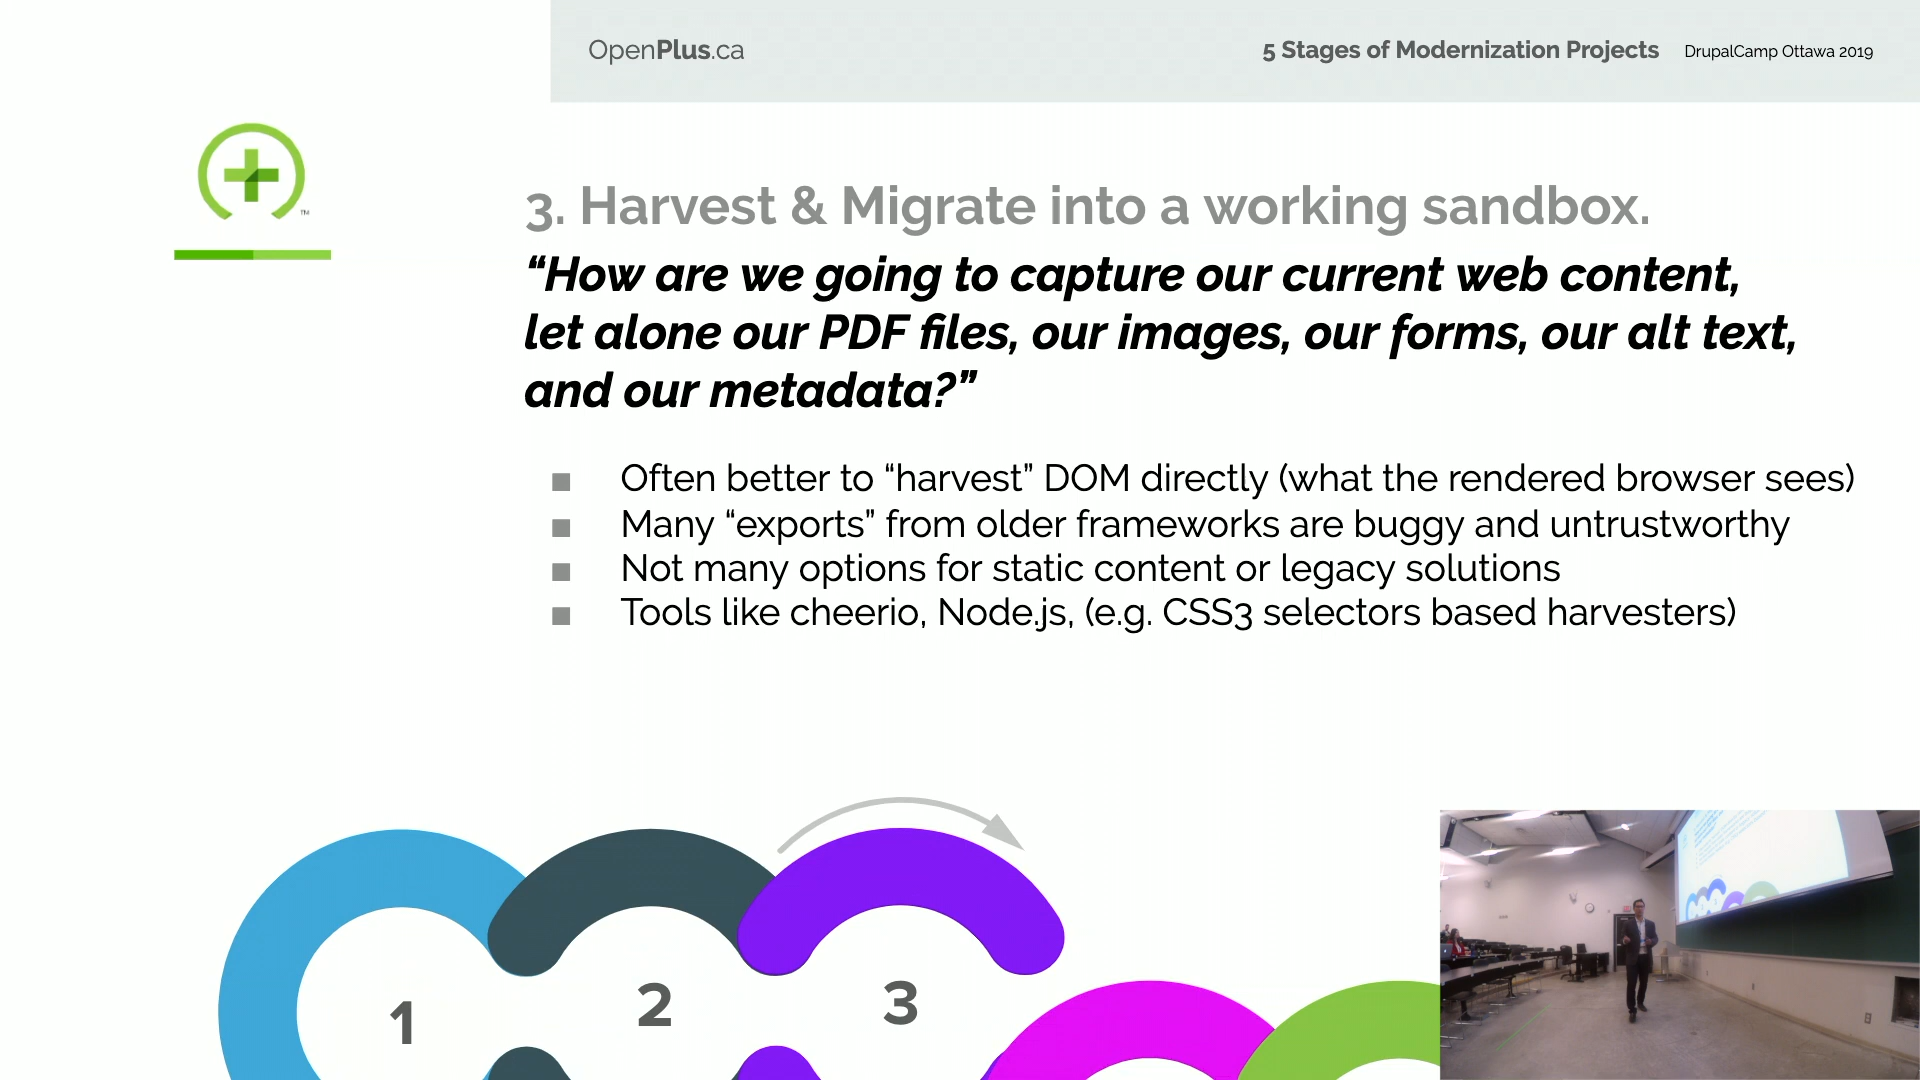 OpenPlus.ca
5 Stages of Modernization Projects DrupalCamp Ottawa 2019
TM
3. Harvest & Migrate into a working sandbox.
“How are we going to capture our current web content,
let alone our PDF files, our images, our forms, our alt text,
and our metadata?”
■ Often better to “harvest” DOM directly (what the rendered browser sees)
■ Many “exports” from older frameworks are buggy and untrustworthy
■ Not many options for static content or legacy solutions
■ Tools like cheerio, Node.js, (e.g. CSS3 selectors based harvesters)
1
2
3